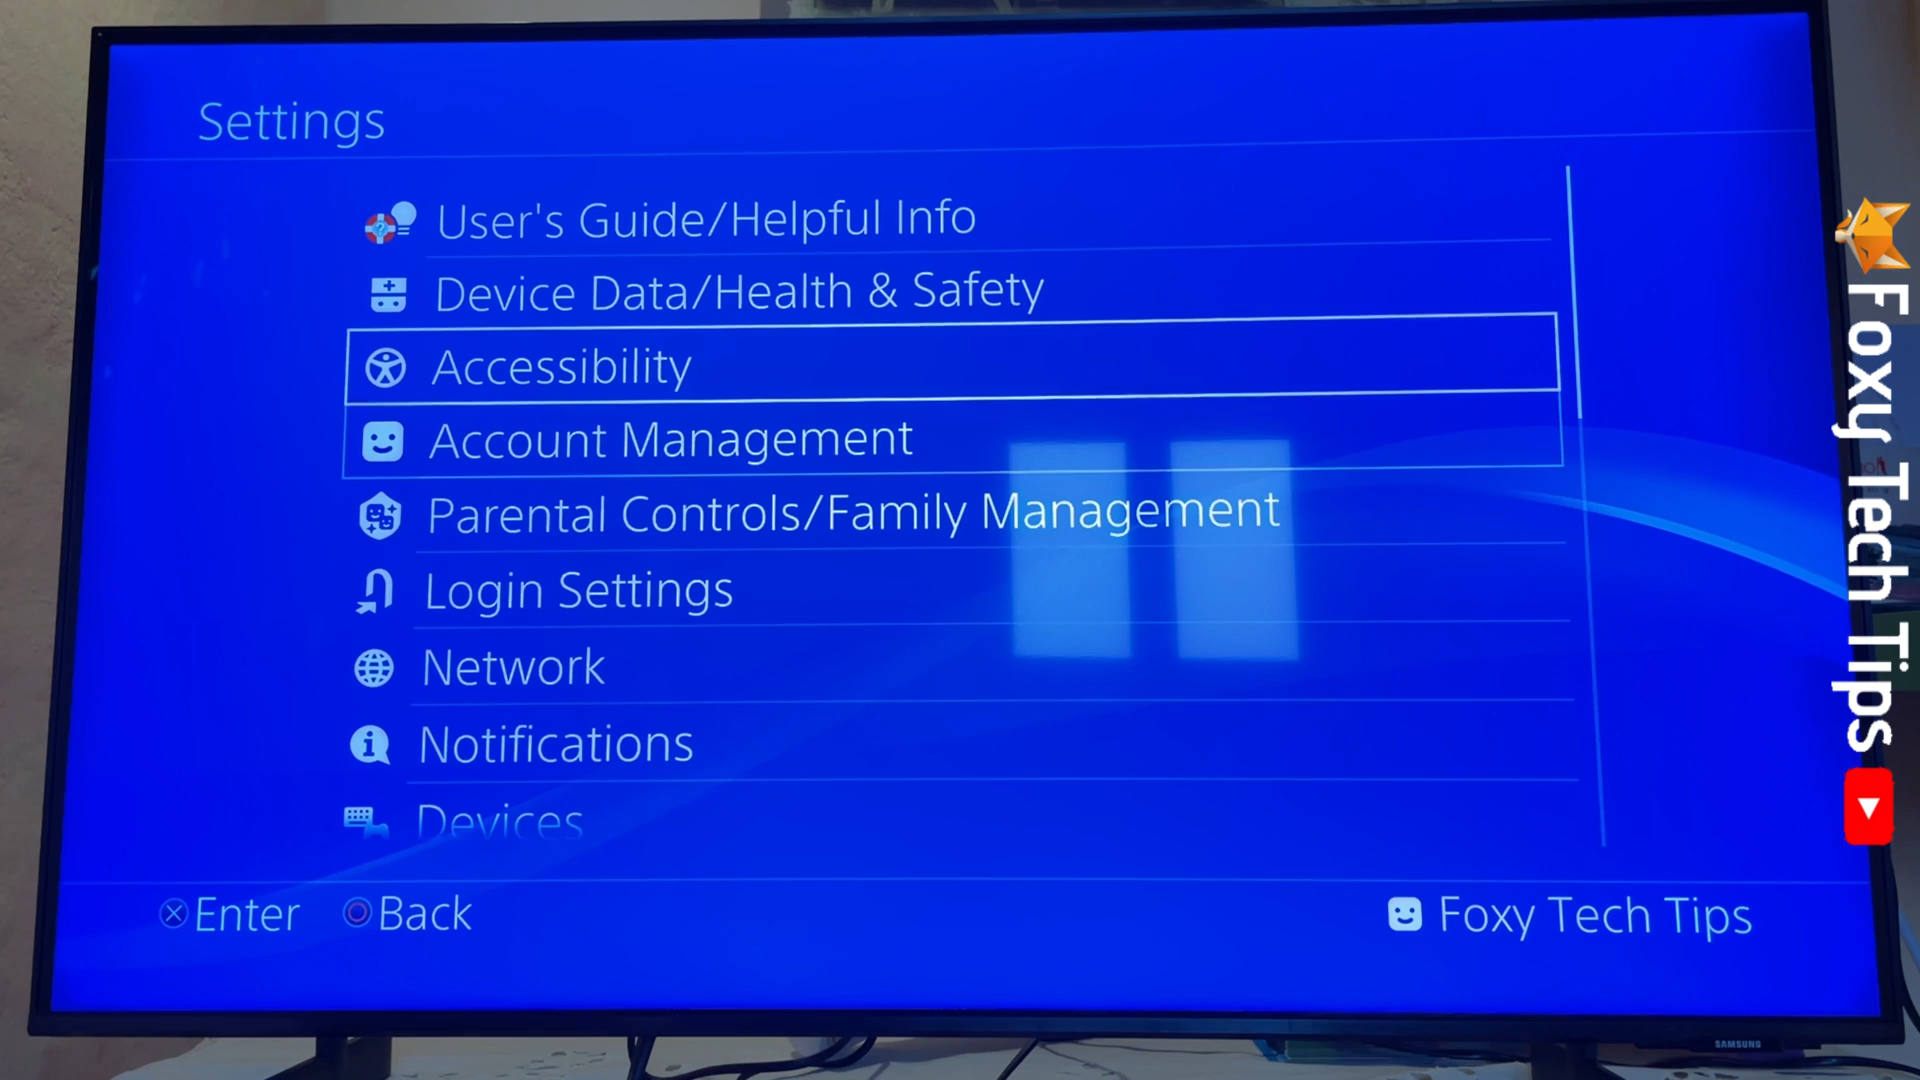 Settings
User's Guide/Helpful Info
Device Data/Health & Safety
Accessibility
Account Management
Parental Controls/Family Management
Login Settings
Network
Notifications
Devices
Enter Back
Foxy Tech Tips
SAMSUNG
Foxy Tech Tips